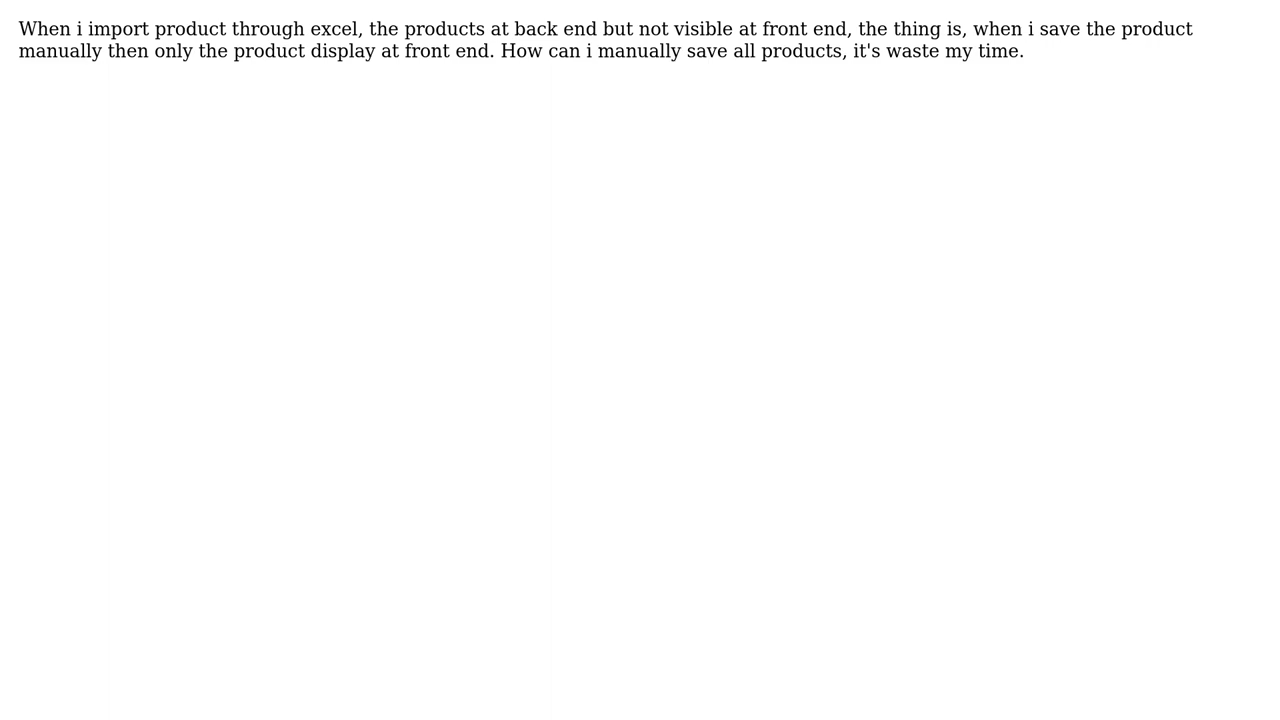 When i import product through excel, the products at back end but not visible at front end, the thing is, when i save the product
manually then only the product display at front end. How can i manually save all products, it's waste my time.